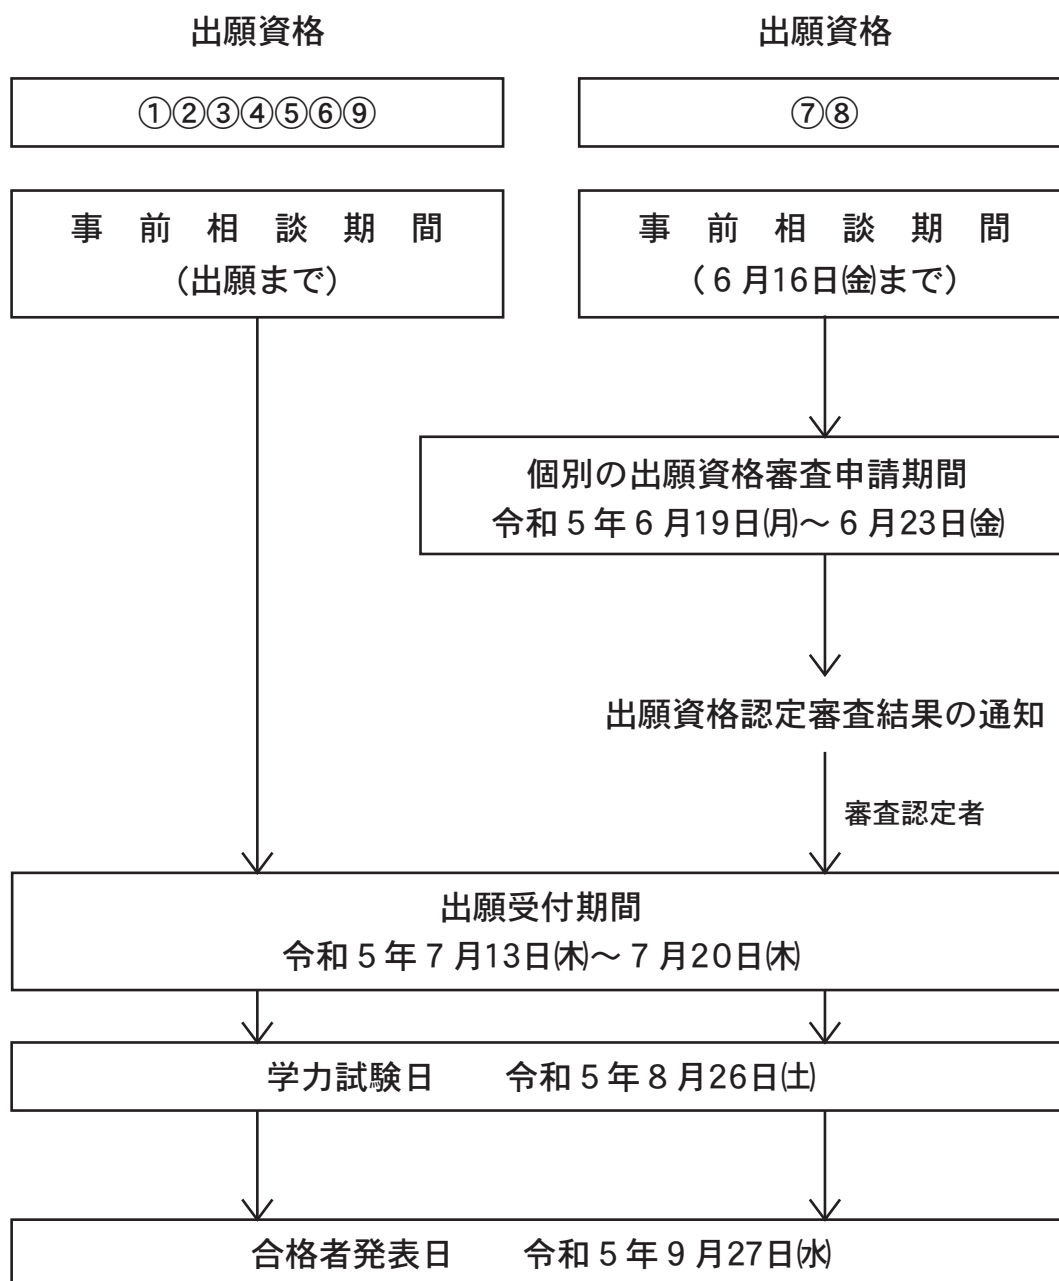 出願資格
①②③④⑤⑥⑨
事前相談期間
(出願まで)
出願資格
⑦⑧
事前相談期間
(6月16日㈮まで)
個別の出願資格審査申請期間
令和5年6月19日㈪～6月23日㈮
出願資格認定審査結果の通知
審査認定者
出願受付期間
令和5年7月13日㈭～7月20日㈭
学力試験日 令和5年8月26日㈯
合格者発表日 令和5年9月27日㈬